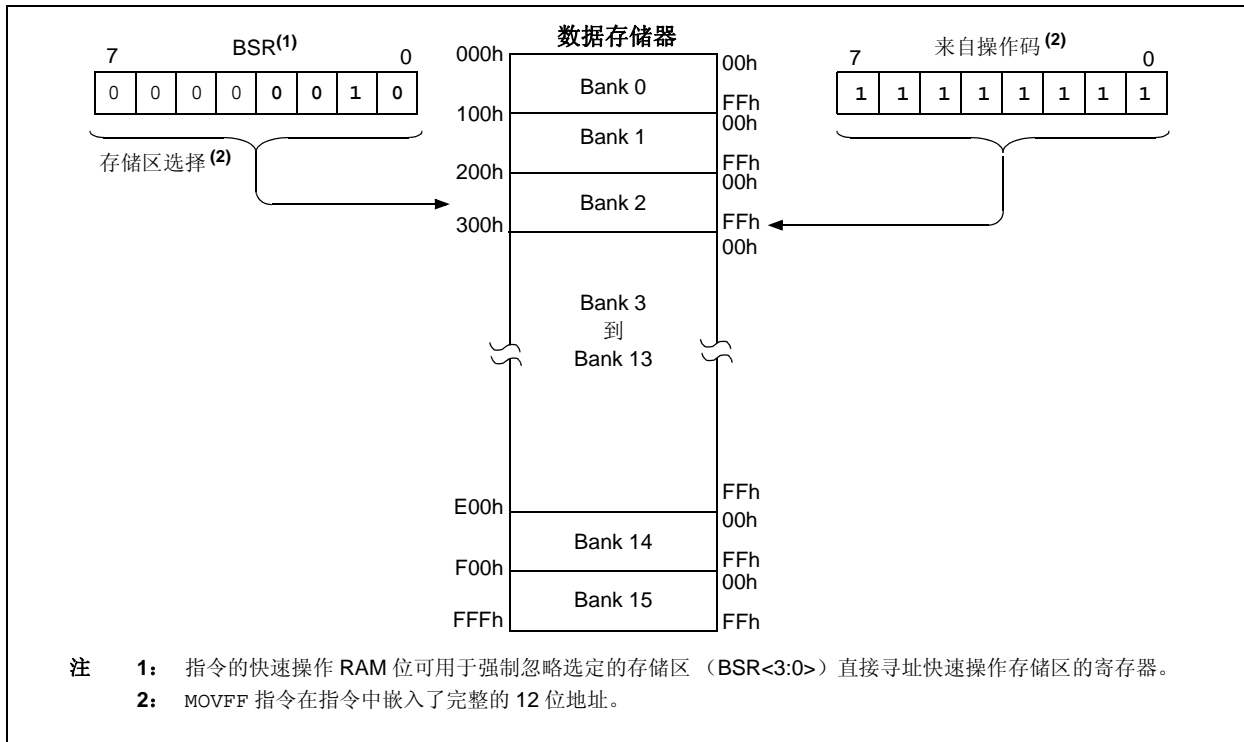 数据存储器
BSR(1)
7 0
0 0 0 0 0 0 1 0
存储区选择(2)
来自操作码(2)
7 0
1 1 1 1 1 1 1 1
000h
00h
Bank 0
FFh
100h
00h
Bank 1
FFh
200h
00h
Bank 2
FFh
300h
00h
Bank 3
到
Bank 13
FFh
E00h
00h
Bank 14
FFh
F00h
00h
Bank 15
FFFh
FFh
注 1： 指令的快速操作 RAM 位可用于强制忽略选定的存储区 （BSR<3:0>）直接寻址快速操作存储区的寄存器。
2： MOVFF 指令在指令中嵌入了完整的 12 位地址。